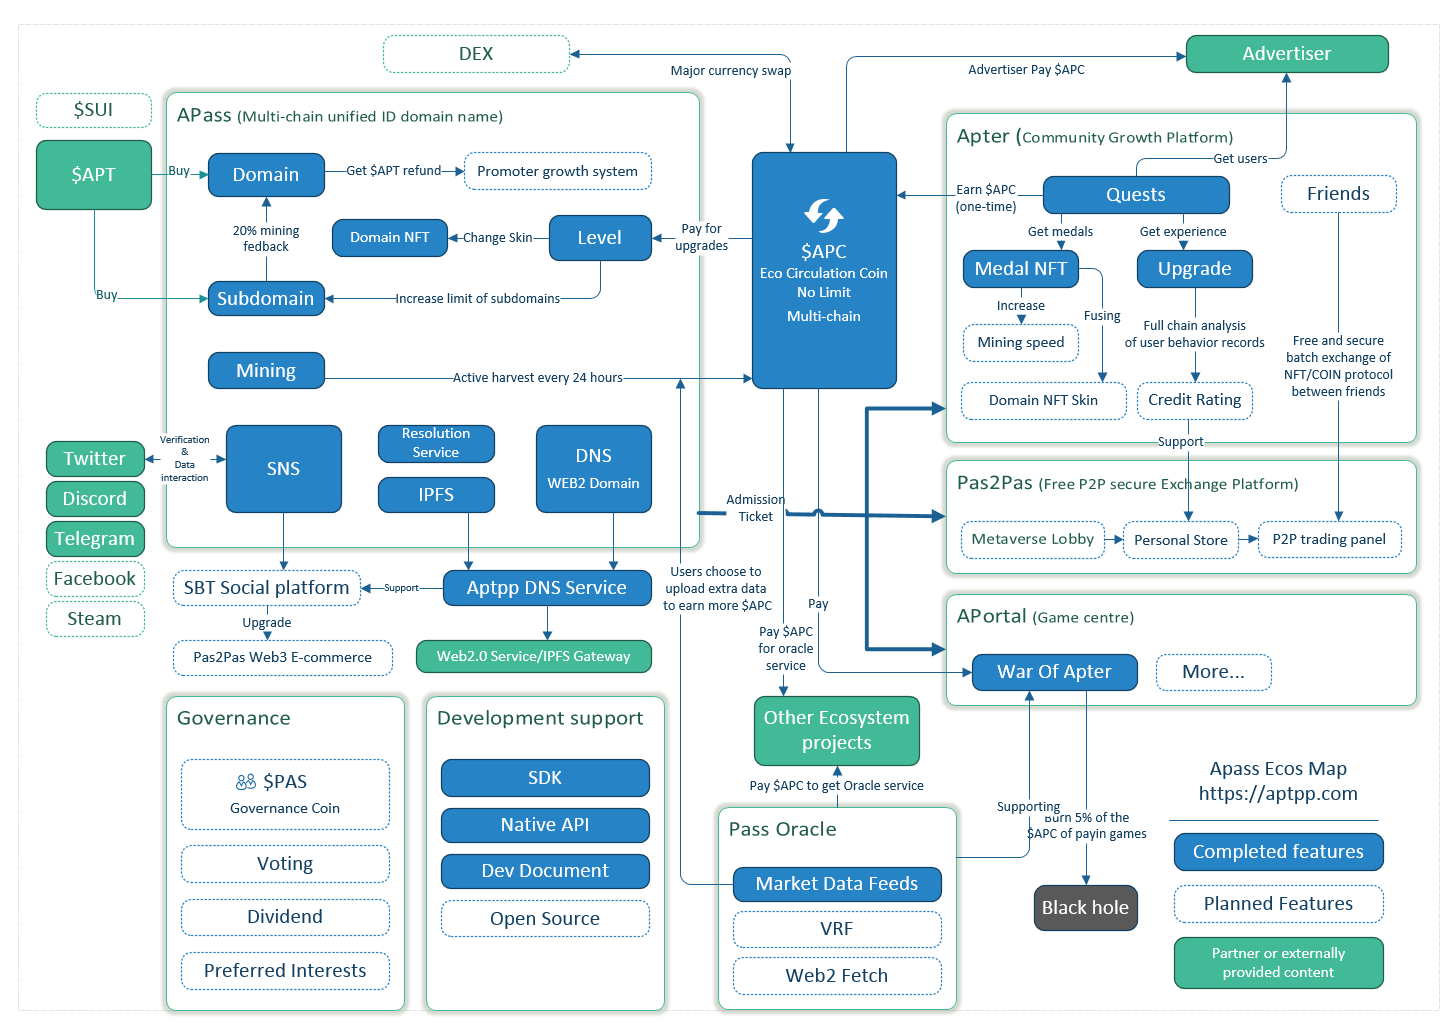 DEX
Major currency swap
Advertiser Pay $APC
Advertiser
$SUI
$APT
Buy
Buy
APass (Multi-chain unified ID domain name)
Domain
Get $APT refund
Promoter growth system
20% mining
fedback
Domain NFT
Change Skin
Level
Pay for
upgrades
Subdomain
Increase limit of subdomains
Mining
Active harvest every 24 hours
$APC
Eco Circulation Coin
No Limit
Multi-chain
Apter (Community Growth Platform)
Get users
Earn $APC
(one-time)
Quests
Friends
Get medals
Get experience
Medal NFT
Upgrade
Increase
Fusing
Mining speed
Full chain analysis
of user behavior records
Free and secure
batch exchange of
NFT/COIN protocol
between friends
Domain NFT Skin
Credit Rating
Support
Twitter
Discord
Telegram
Facebook
Steam
Verification
&
Data
interaction
SNS
Resolution
Service
IPFS
DNS
WEB2 Domain
Admission
Ticket
Pas2Pas (Free P2P secure Exchange Platform)
Metaverse Lobby
Personal Store
P2P trading panel
SBT Social platform
Support
Aptpp DNS Service
Upgrade
Pas2Pas Web3 E-commerce
Web2.0 Service/IPFS Gateway
Users choose to
upload extra data
to earn more $APC
Pay
Pay $APC
for oracle
service
APortal (Game centre)
War Of Apter
More...
Governance
$PAS
Governance Coin
Voting
Dividend
Preferred Interests
Development support
SDK
Native API
Dev Document
Open Source
Other Ecosystem
projects
Pay $APC to get Oracle service
Pass Oracle
Market Data Feeds
VRF
Web2 Fetch
Supporting
Burn 5% of the
$APC of payin games
Black hole
Apass Ecos Map
https://aptpp.com
Completed features
Planned Features
Partner or externally
provided content